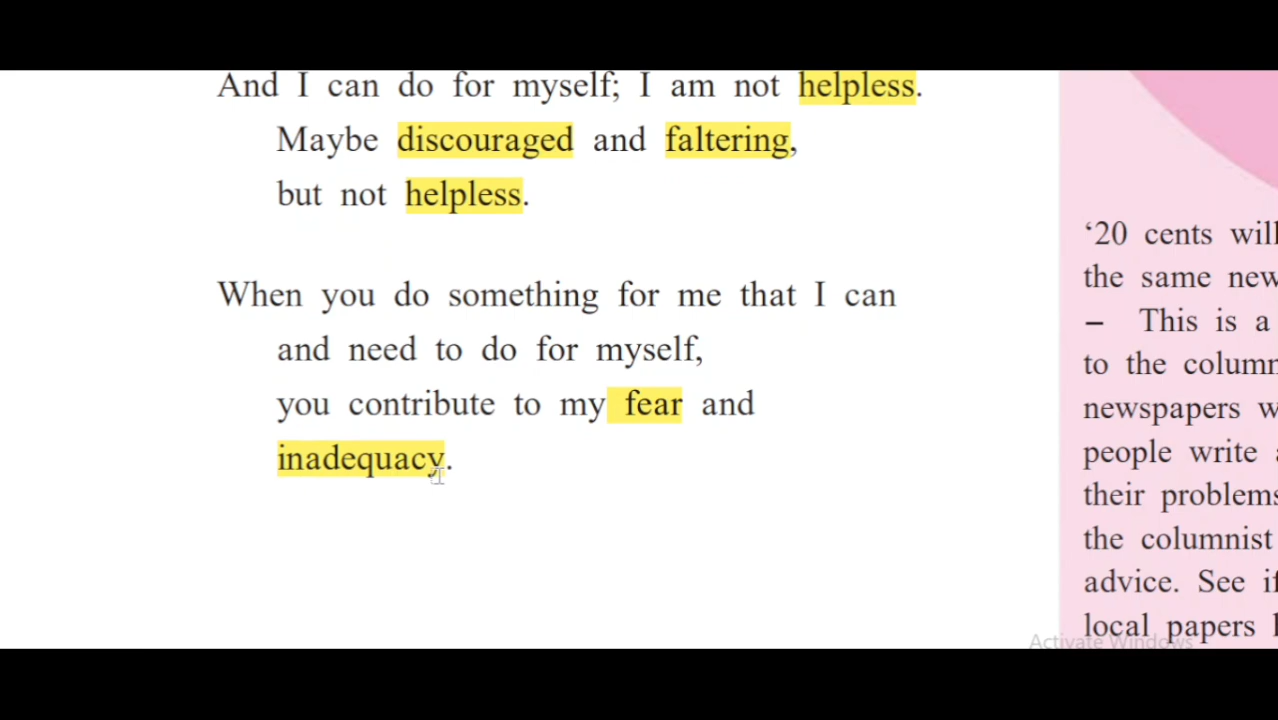 And I can do for myself; I am not helpless.
Maybe discouraged and faltering,
but not helpless.
When you do something for me that I can
and need to do for myself,
you contribute to my fear and
inadequacy.
‘20 cents will
the same new
– This is a
to the column
newspapers w
people write a
their problems
the columnist
advice. See if
local papers h
Activate Windows